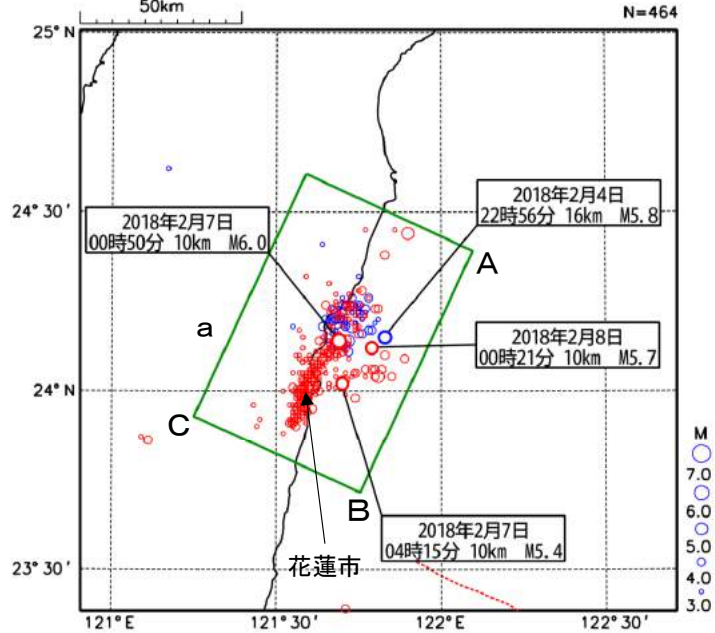 50km
N=464
25°N
24°30′
24°N
23°30′
121°E
121°30′
122°E
122°30′
2018年2月4日
22時56分 16km M5.8
2018年2月7日
00時50分 10km M6.0
A
a
2018年2月8日
00時21分 10km M5.7
C
B
2018年2月7日
04時15分 10km M5.4
花蓮市
M
7.0
6.0
5.0
4.0
3.0